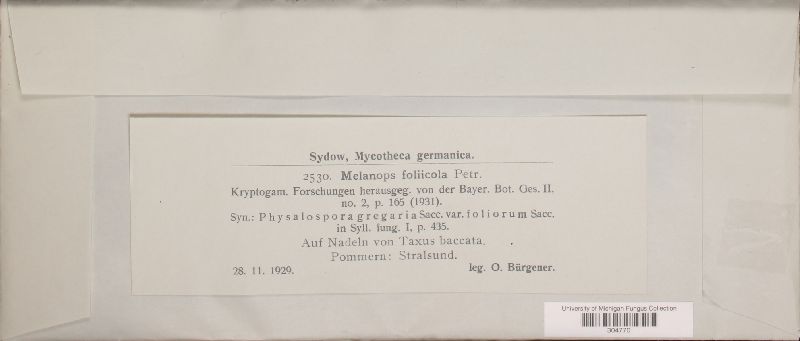 Sydow, Mycotheca germanica.
2530. Melanops foliicola Petr.
Kryptogam. Forschungen herausgeg. von der Bayer. Bot. Ges. II.
no. 2, p. 165 (1931).
Syn.: Physalospora gregaria Sacc. var. foliorum Sacc.
in Syll. fung. I, p. 435.
Auf Nadeln von Taxus baccata.
Pommern: Stralsund.
28. 11. 1929. leg. O. Bürgener.
University of Michigan Fungus Collection
304770